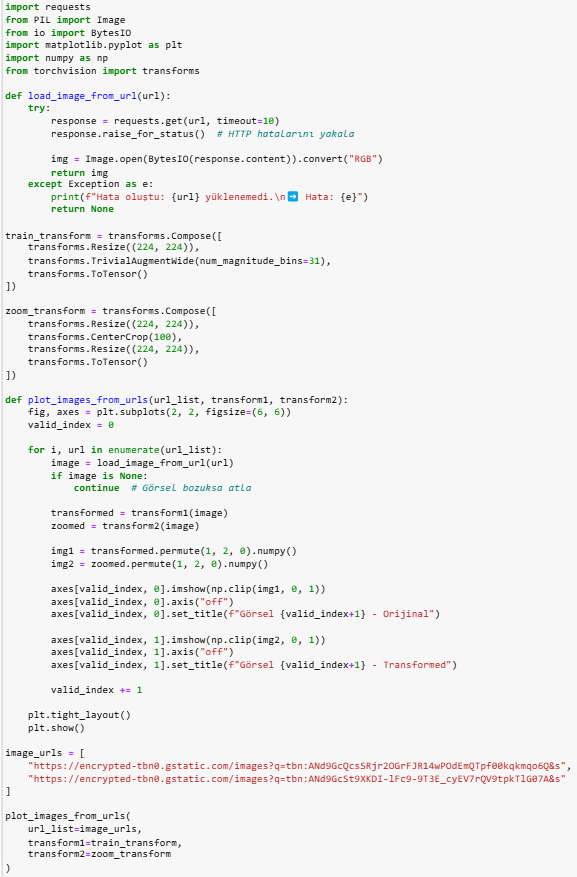 import requests
from PIL import Image
from io import BytesIO
import matplotlib.pyplot as plt
import numpy as np
from torchvision import transforms

def load_image_from_url(url):
    try:
        response = requests.get(url, timeout=10)
        response.raise_for_status()  # HTTP hatalarını yakala

        img = Image.open(BytesIO(response.content)).convert("RGB")
        return img
    except Exception as e:
        print(f"Hata oluştu: {url} yüklenemedi.\n➡️ Hata: {e}")
        return None

train_transform = transforms.Compose([
    transforms.Resize((224, 224)),
    transforms.TrivialAugmentWide(num_magnitude_bins=31),
    transforms.ToTensor()
])

zoom_transform = transforms.Compose([
    transforms.Resize((224, 224)),
    transforms.CenterCrop(100),
    transforms.Resize((224, 224)),
    transforms.ToTensor()
])

def plot_images_from_urls(url_list, transform1, transform2):
    fig, axes = plt.subplots(2, 2, figsize=(6, 6))
    valid_index = 0

    for i, url in enumerate(url_list):
        image = load_image_from_url(url)
        if image is None:
            continue  # Görsel bozuksa atla

        transformed = transform1(image)
        zoomed = transform2(image)

        img1 = transformed.permute(1, 2, 0).numpy()
        img2 = zoomed.permute(1, 2, 0).numpy()

        axes[valid_index, 0].imshow(np.clip(img1, 0, 1))
        axes[valid_index, 0].axis("off")
        axes[valid_index, 0].set_title(f"Görsel {valid_index+1} - Orijinal")

        axes[valid_index, 1].imshow(np.clip(img2, 0, 1))
        axes[valid_index, 1].axis("off")
        axes[valid_index, 1].set_title(f"Görsel {valid_index+1} - Transformed")

        valid_index += 1

    plt.tight_layout()
    plt.show()

image_urls = [
    "https://encrypted-tbn0.gstatic.com/images?q=tbn:ANd9GcQcsSRjr2OGrFJR14wPOdEmQTpf00kqkmqo6Q&s",
    "https://encrypted-tbn0.gstatic.com/images?q=tbn:ANd9GcSt9XKDI-lFc9-9T3E_cyEV7rQV9tpkTlG07A&s"
]

plot_images_from_urls(
    url_list=image_urls,
    transform1=train_transform,
    transform2=zoom_transform
)